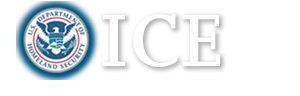 U.S. DEPARTMENT OF
HOMELAND SECURITY
ICE